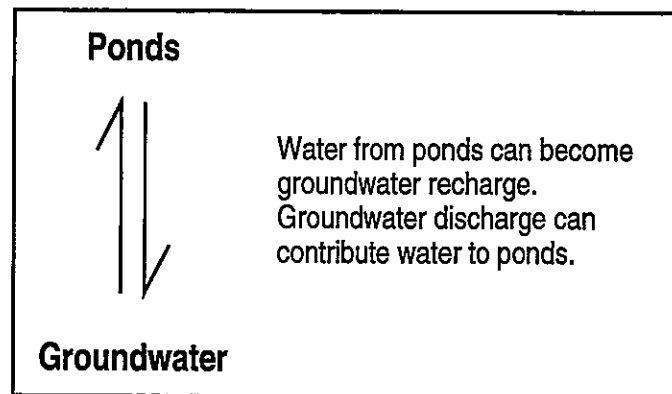 Ponds
Water from ponds can become
groundwater recharge.
Groundwater discharge can
contribute water to ponds.
Groundwater